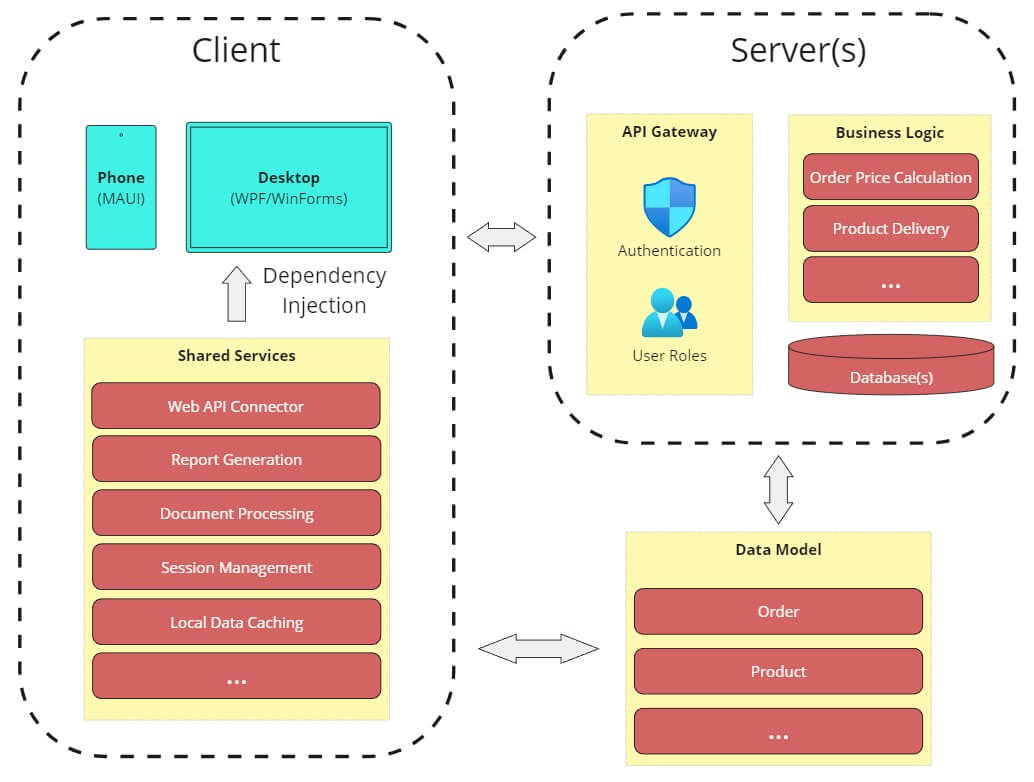 Client
Phone
(MAUI)
Desktop
(WPF/WinForms)
Dependency
Injection
Shared Services
Web API Connector
Report Generation
Document Processing
Session Management
Local Data Caching
...
Server(s)
API Gateway
Authentication
User Roles
Business Logic
Order Price Calculation
Product Delivery
...
Database(s)
Data Model
Order
Product
...